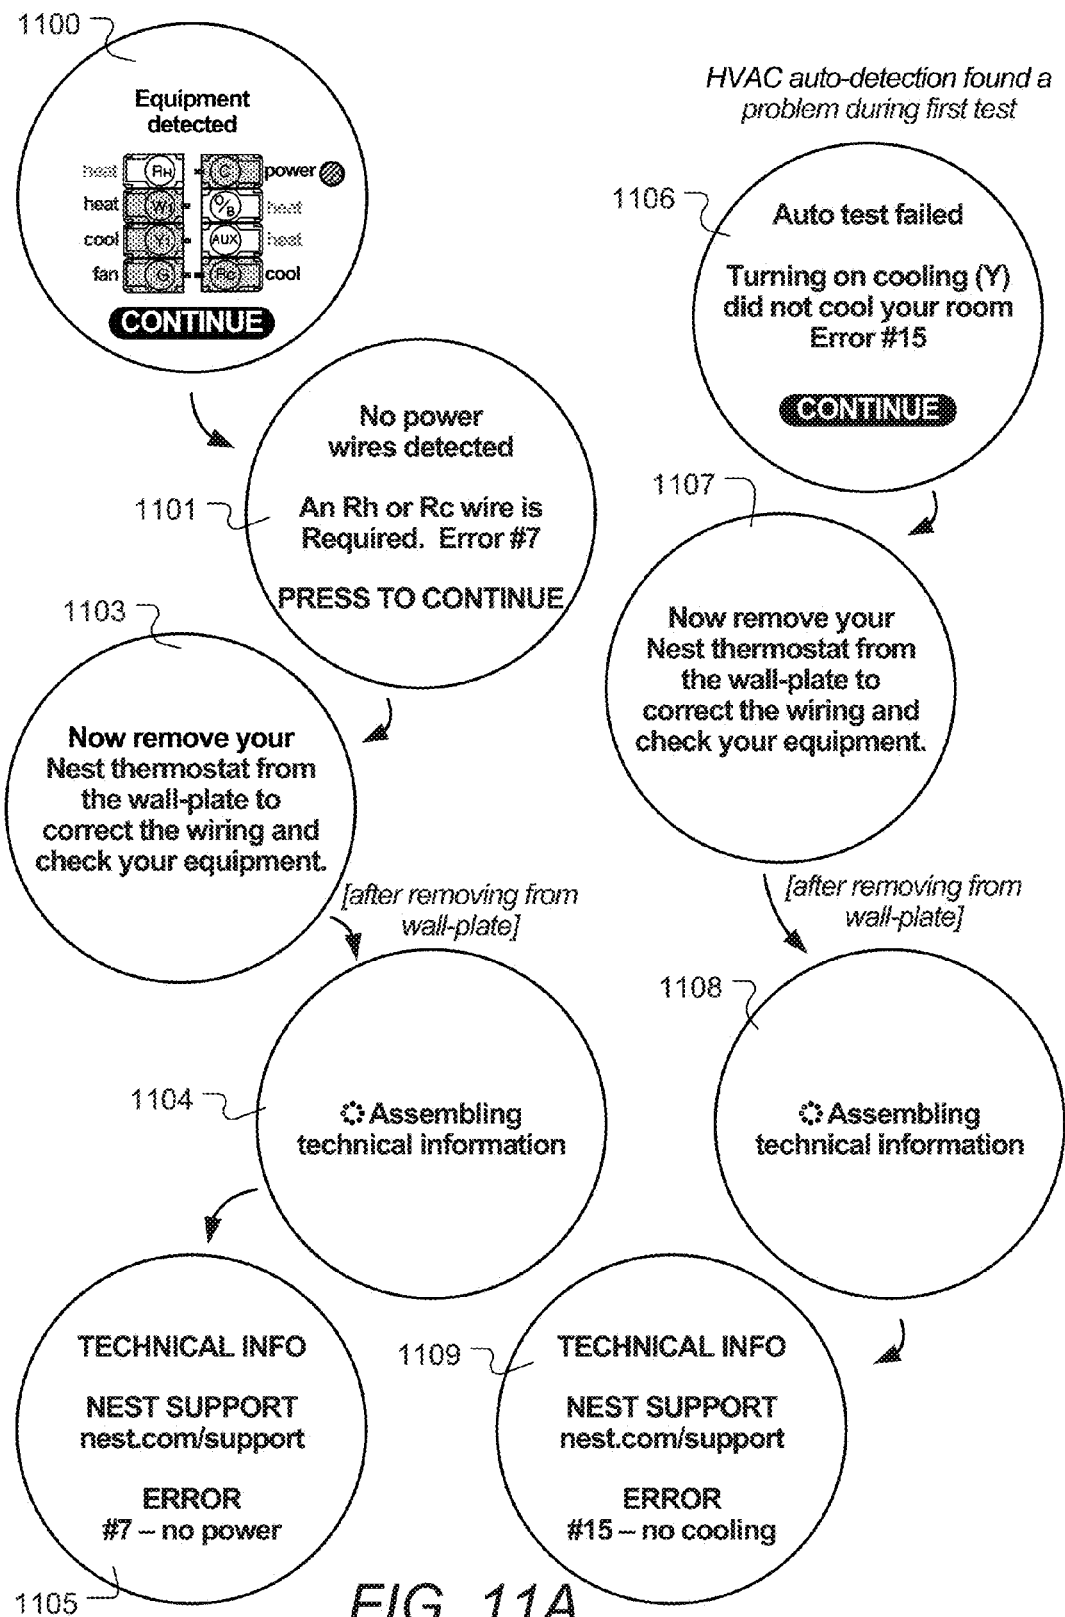 1100
Equipment
detected
heat RH C power
heat W1 O/B heat
cool Y1 AUX heat
fan G Rc cool
CONTINUE
1101
No power
wires detected
An Rh or Rc wire is
Required. Error #7
PRESS TO CONTINUE
1103
Now remove your
Nest thermostat from
the wall-plate to
correct the wiring and
check your equipment.
[after removing from
wall-plate]
1104
Assembling
technical information
TECHNICAL INFO
NEST SUPPORT
nest.com/support
ERROR
#7 – no power
1105
HVAC auto-detection found a
problem during first test
1106
Auto test failed
Turning on cooling (Y)
did not cool your room
Error #15
CONTINUE
1107
Now remove your
Nest thermostat from
the wall-plate to
correct the wiring and
check your equipment.
[after removing from
wall-plate]
1108
Assembling
technical information
1109
TECHNICAL INFO
NEST SUPPORT
nest.com/support
ERROR
#15 – no cooling
FIG. 11A